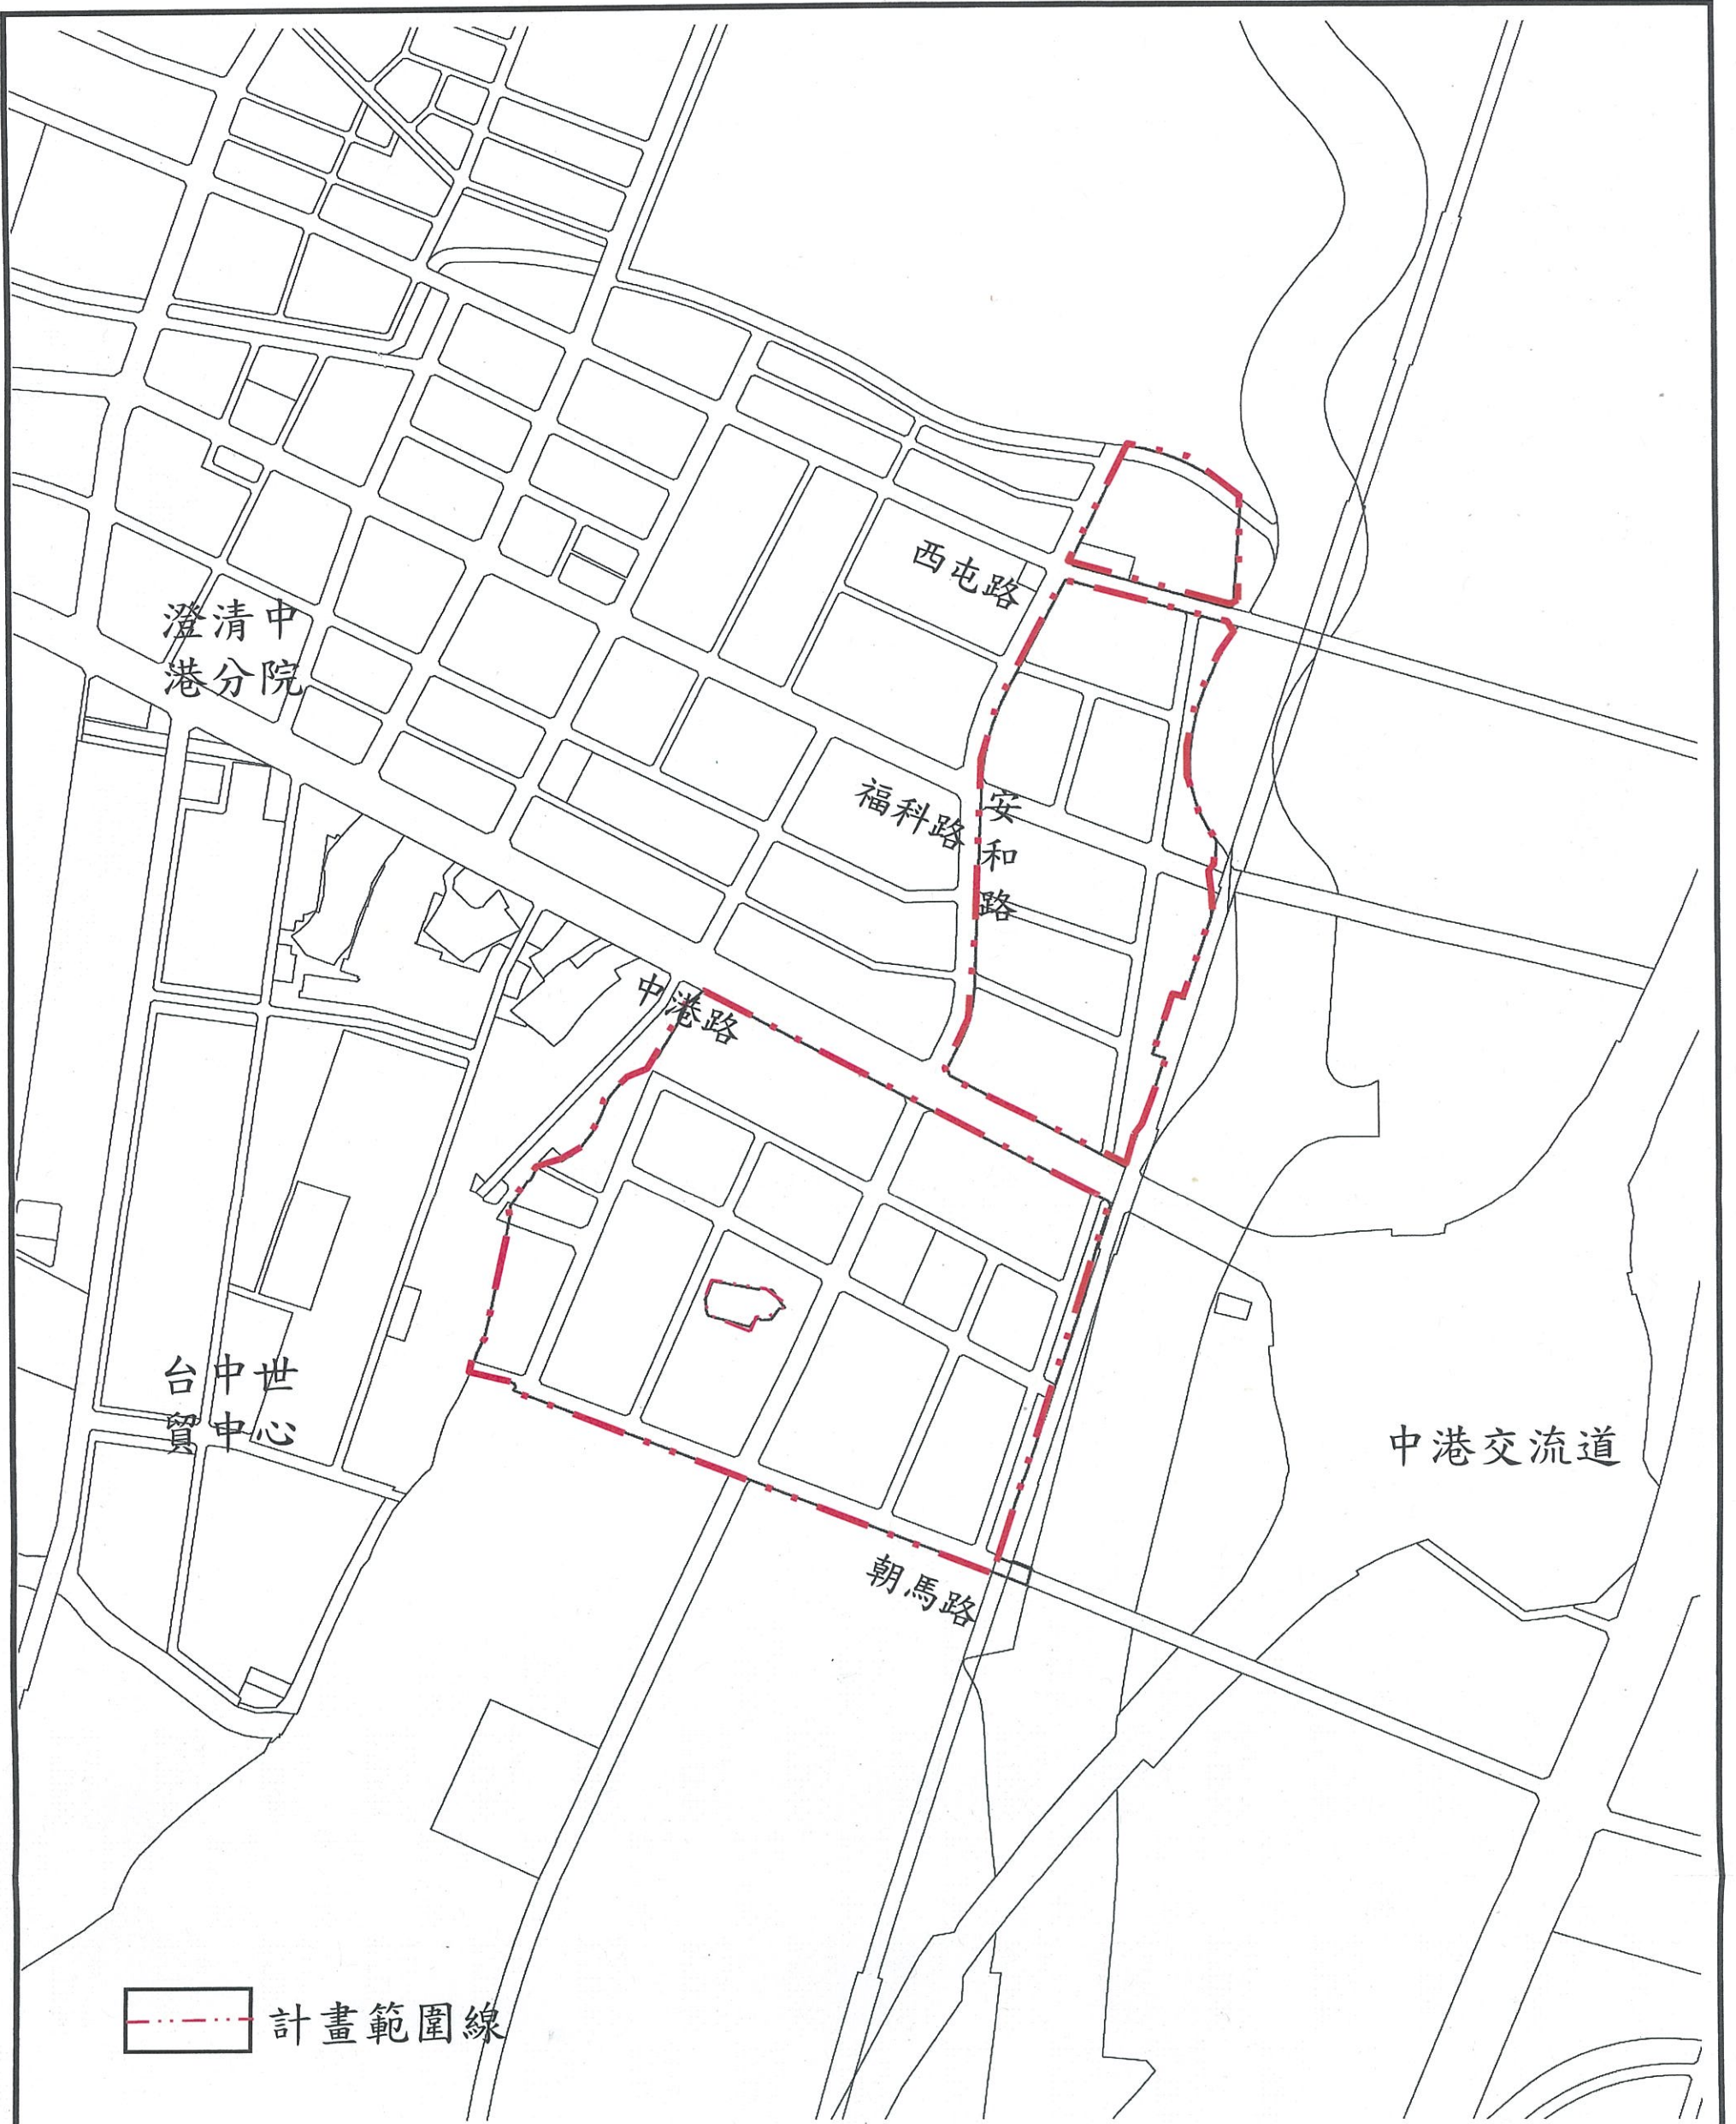 西屯路
澄清中
港分院
福科路
安和路
中港路
台中世
貿中心
中港交流道
朝馬路
計畫範圍線